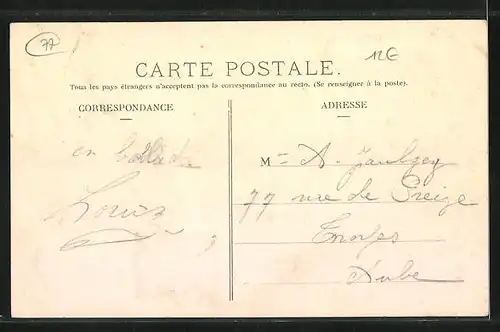 77
12€
CARTE POSTALE.
Tous les pays étrangers n'acceptent pas la correspondance au recto. (Se renseigner à la poste).
CORRESPONDANCE
ADRESSE
en
Louis
M A.
77 rue de Preize
Troyes
Aube